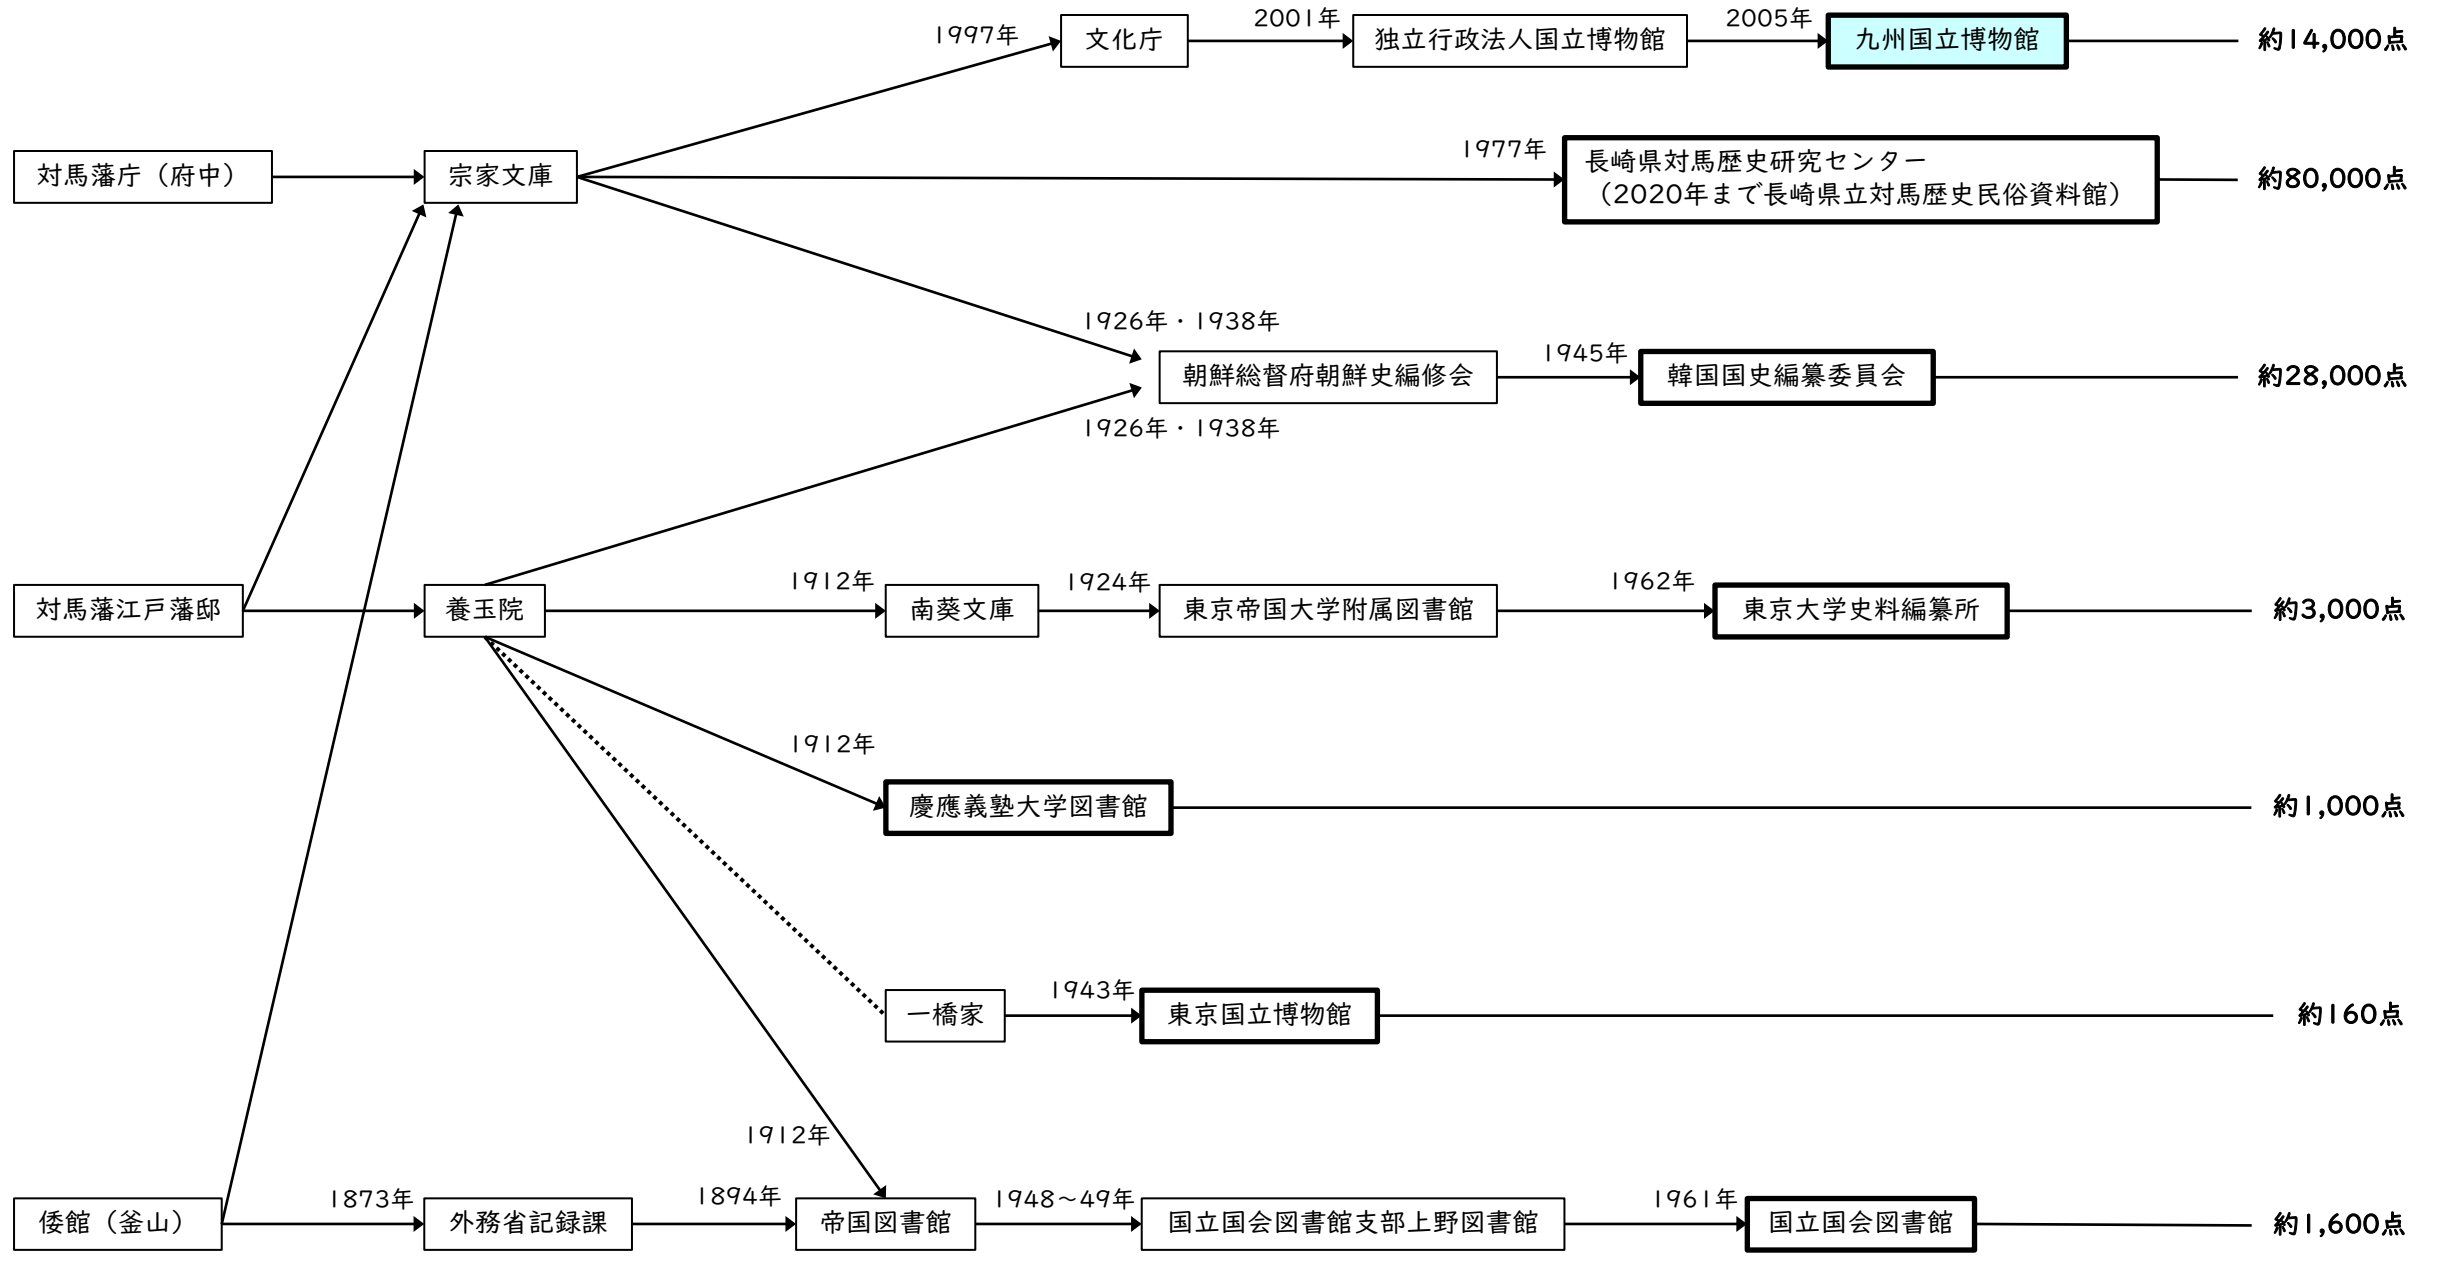 1997年
文化庁
2001年
独立行政法人国立博物館
2005年
九州国立博物館
約14,000点
対馬藩庁（府中）
宗家文庫
1977年
長崎県対馬歴史研究センター
（2020年まで長崎県立対馬歴史民俗資料館）
約80,000点
1926年・1938年
朝鮮総督府朝鮮史編修会
1945年
韓国国史編纂委員会
約28,000点
1926年・1938年
対馬藩江戸藩邸
養玉院
1912年
南葵文庫
1924年
東京帝国大学附属図書館
1962年
東京大学史料編纂所
約3,000点
1912年
慶應義塾大学図書館
約1,000点
一橋家
1943年
東京国立博物館
約160点
1912年
倭館（釜山）
1873年
外務省記録課
1894年
帝国図書館
1948～49年
国立国会図書館支部上野図書館
1961年
国立国会図書館
約1,600点